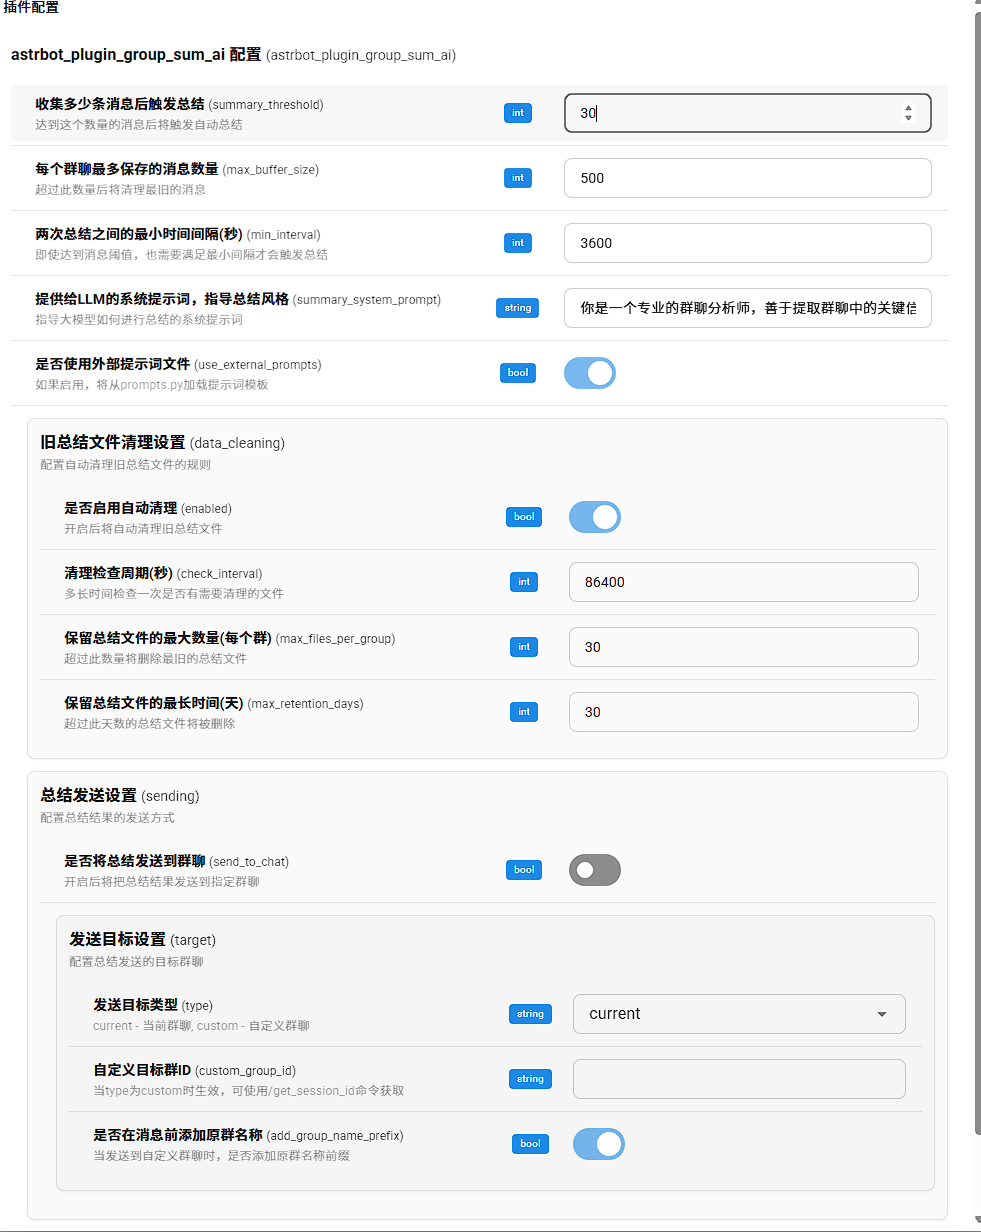 插件配置
astrbot_plugin_group_sum_ai 配置 (astrbot_plugin_group_sum_ai)
收集多少条消息后触发总结 (summary_threshold)
达到这个数量的消息后将触发自动总结
int
30
每个群聊最多保存的消息数量 (max_buffer_size)
超过此数量后将清理最旧的消息
int
500
两次总结之间的最小时间间隔(秒) (min_interval)
即使达到消息阈值，也需要满足最小间隔才会触发总结
int
3600
提供给LLM的系统提示词，指导总结风格 (summary_system_prompt)
指导大模型如何进行总结的系统提示词
string
你是一个专业的群聊分析师，善于提取群聊中的关键信
是否使用外部提示词文件 (use_external_prompts)
如果启用，将从prompts.py加载提示词模板
bool
旧总结文件清理设置 (data_cleaning)
配置自动清理旧总结文件的规则
是否启用自动清理 (enabled)
开启后将自动清理旧总结文件
bool
清理检查周期(秒) (check_interval)
多长时间检查一次是否有需要清理的文件
int
86400
保留总结文件的最大数量(每个群) (max_files_per_group)
超过此数量将删除最旧的总结文件
int
30
保留总结文件的最长时间(天) (max_retention_days)
超过此天数的总结文件将被删除
int
30
总结发送设置 (sending)
配置总结结果的发送方式
是否将总结发送到群聊 (send_to_chat)
开启后将把总结结果发送到指定群聊
bool
发送目标设置 (target)
配置总结发送的目标群聊
发送目标类型 (type)
current - 当前群聊, custom - 自定义群聊
string
current
自定义目标群ID (custom_group_id)
当type为custom时生效，可使用/get_session_id命令获取
string
是否在消息前添加原群名称 (add_group_name_prefix)
当发送到自定义群聊时，是否添加原群名称前缀
bool